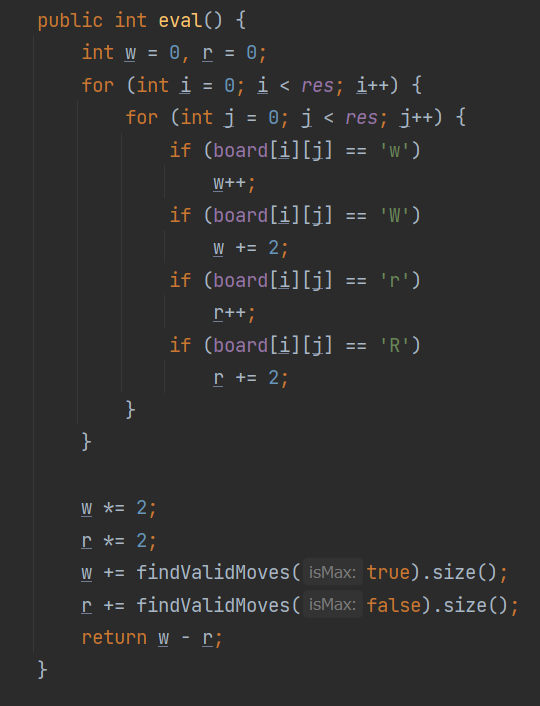 public int eval() {
    int w = 0, r = 0;
    for (int i = 0; i < res; i++) {
        for (int j = 0; j < res; j++) {
            if (board[i][j] == 'w')
                w++;
            if (board[i][j] == 'W')
                w += 2;
            if (board[i][j] == 'r')
                r++;
            if (board[i][j] == 'R')
                r += 2;
        }
    }

    w *= 2;
    r *= 2;
    w += findValidMoves( isMax: true).size();
    r += findValidMoves( isMax: false).size();
    return w - r;
}